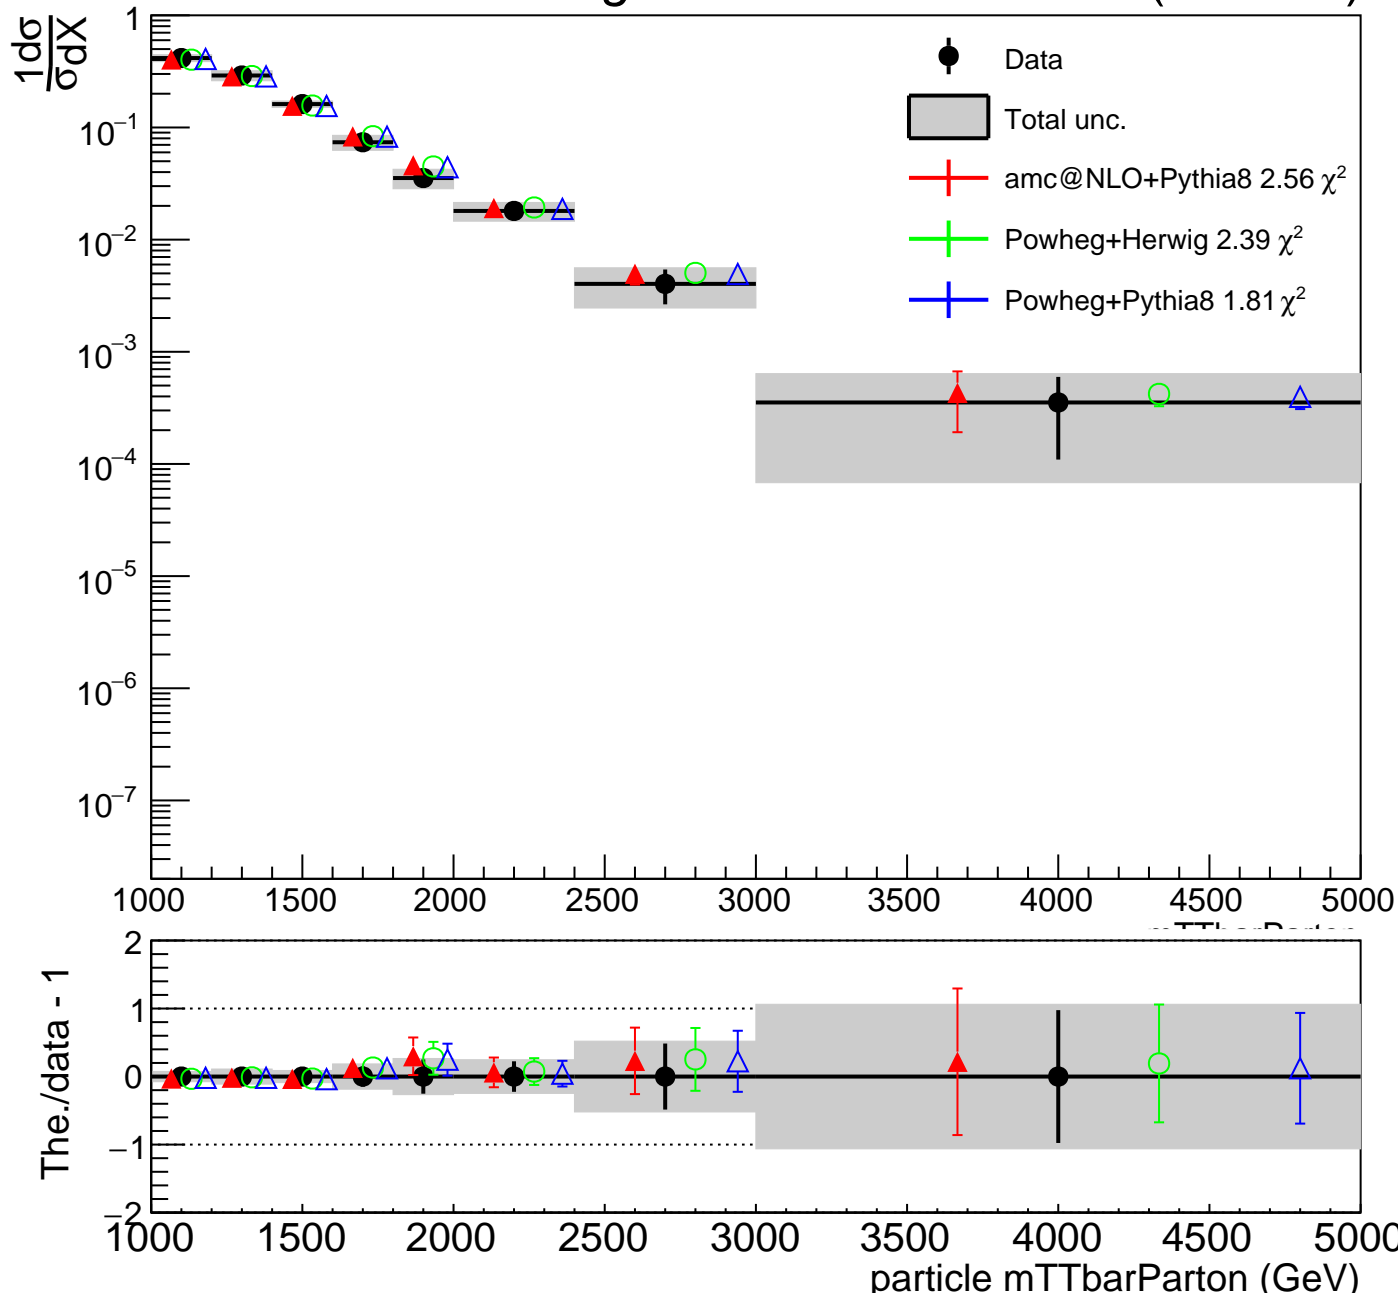 1dσ
σdX
1
10−1
10−2
10−3
10−4
10−5
10−6
10−7
Data
Total unc.
amc@NLO+Pythia8 2.56 χ2
Powheg+Herwig 2.39 χ2
Powheg+Pythia8 1.81 χ2
1000 1500 2000 2500 3000 3500 4000 4500 5000
The./data - 1
2
1
0
−1
−2
1000 1500 2000 2500 3000 3500 4000 4500 5000
particle mTTbarParton (GeV)